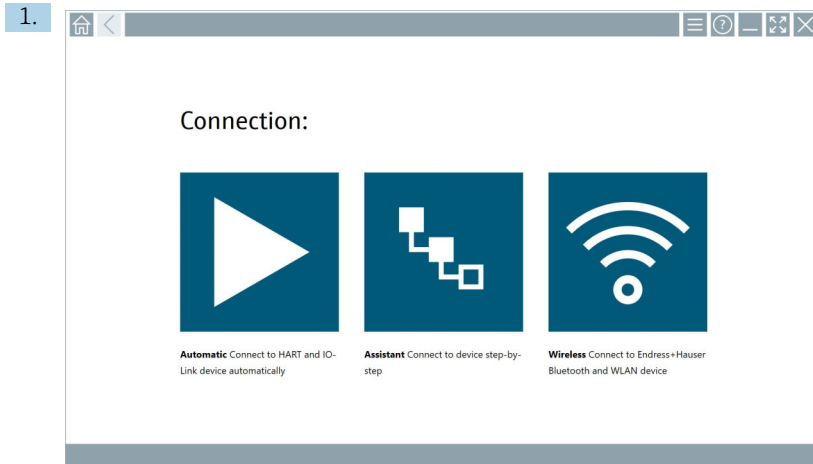 1.
?
Connection:
Automatic Connect to HART and IO-
Link device automatically
Assistant Connect to device step-by-
step
Wireless Connect to Endress+Hauser
Bluetooth and WLAN device